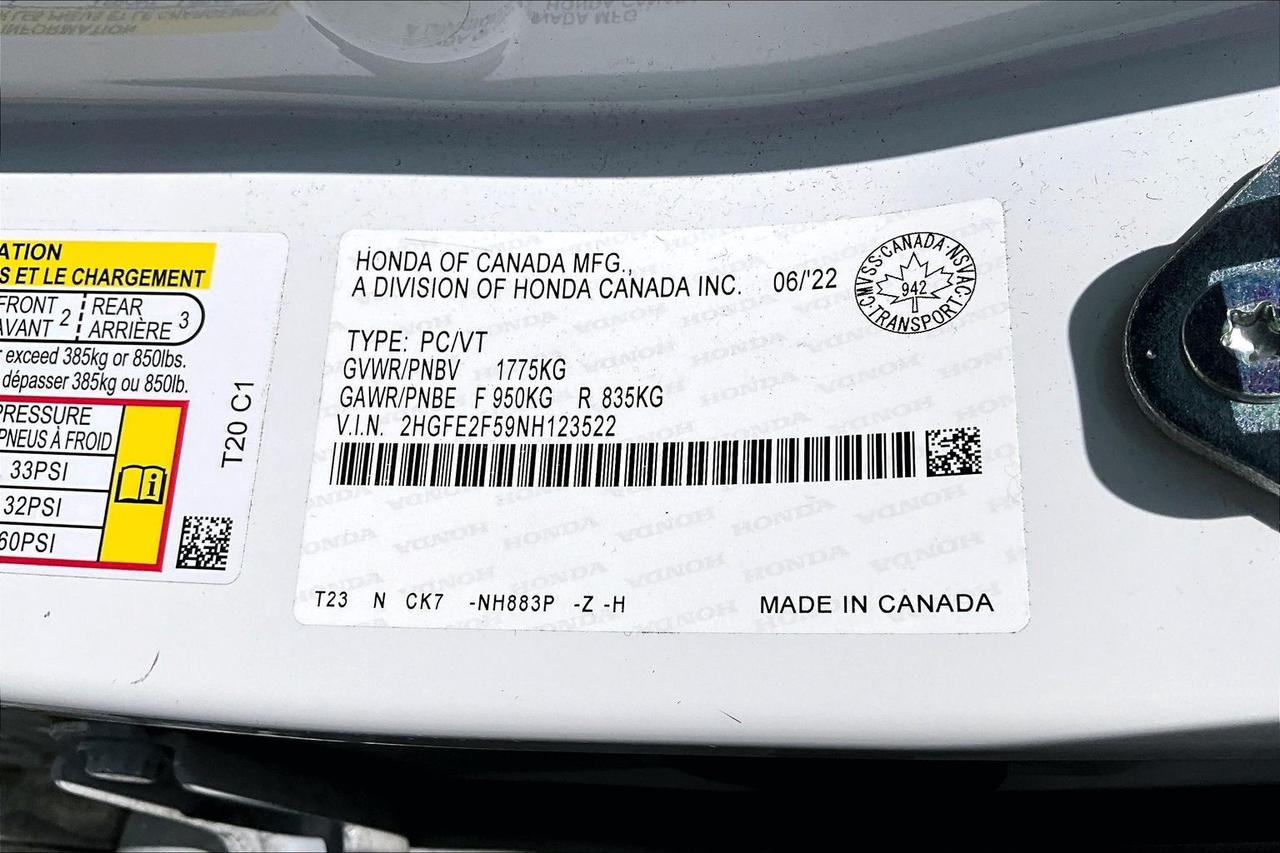 ATION
S ET LE CHARGEMENT
FRONT
AVANT 2
REAR
ARRIÈRE 3
exceed 385kg or 850lbs.
dépasser 385kg ou 850lb.
PRESSURE
PNEUS À FROID
33PSI
32PSI
60PSI
T20 C1
HONDA OF CANADA MFG.,
A DIVISION OF HONDA CANADA INC. 06/'22
CMVSS·CANADA·NSVAC·TRANSPORT·
942
TYPE: PC/VT
GVWR/PNBV 1775KG
GAWR/PNBE F 950KG R 835KG
V.I.N. 2HGFE2F59NH123522
T23 N CK7 -NH883P -Z -H
MADE IN CANADA